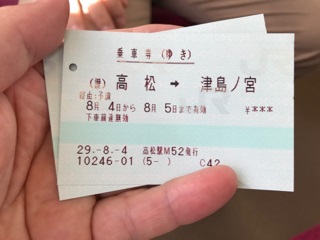 乗車券(ゆき)
(簡) 高松 → 津島ノ宮
経由:予讃
8月 4日から 8月 5日まで有効 ¥***
下車前途無効
29.-8.-4 高松駅M52発行
10246-01 (5- ) C42